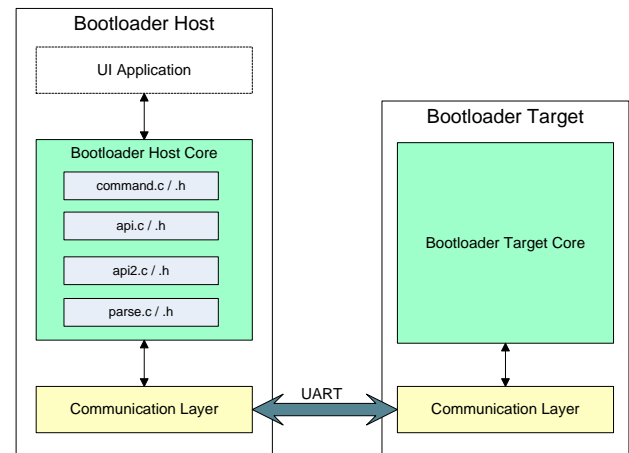 Bootloader Host
UI Application
Bootloader Host Core
command.c / .h
api.c / .h
api2.c / .h
parse.c / .h
Communication Layer
UART
Bootloader Target
Bootloader Target Core
Communication Layer